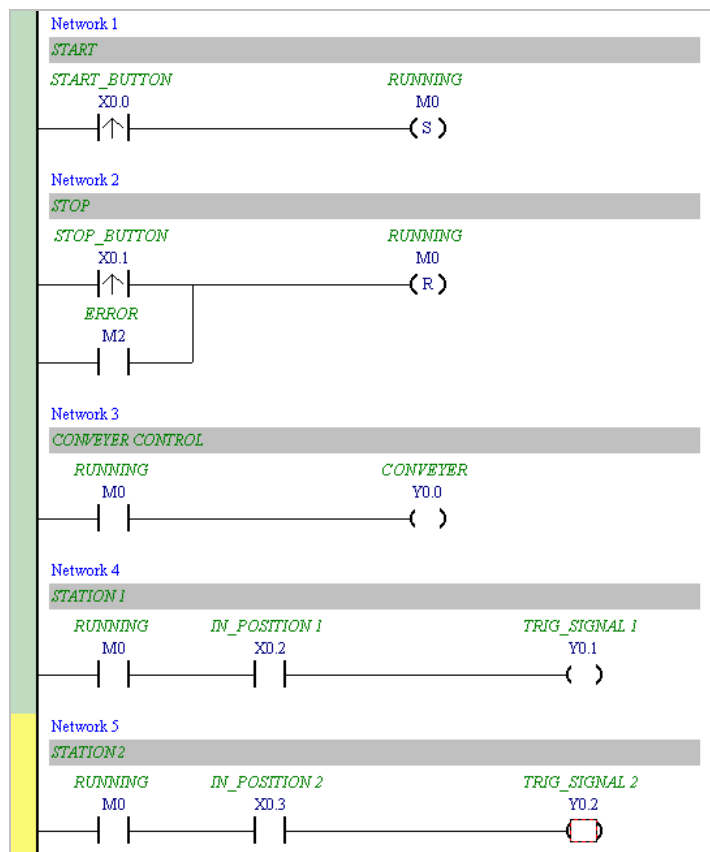 Network 1
START
START_BUTTON RUNNING
X0.0 M0
S
Network 2
STOP
STOP_BUTTON RUNNING
X0.1 M0
R
ERROR
M2
Network 3
CONVEYER CONTROL
RUNNING CONVEYER
M0 Y0.0
Network 4
STATION 1
RUNNING IN_POSITION 1 TRIG_SIGNAL 1
M0 X0.2 Y0.1
Network 5
STATION2
RUNNING IN_POSITION 2 TRIG_SIGNAL 2
M0 X0.3 Y0.2